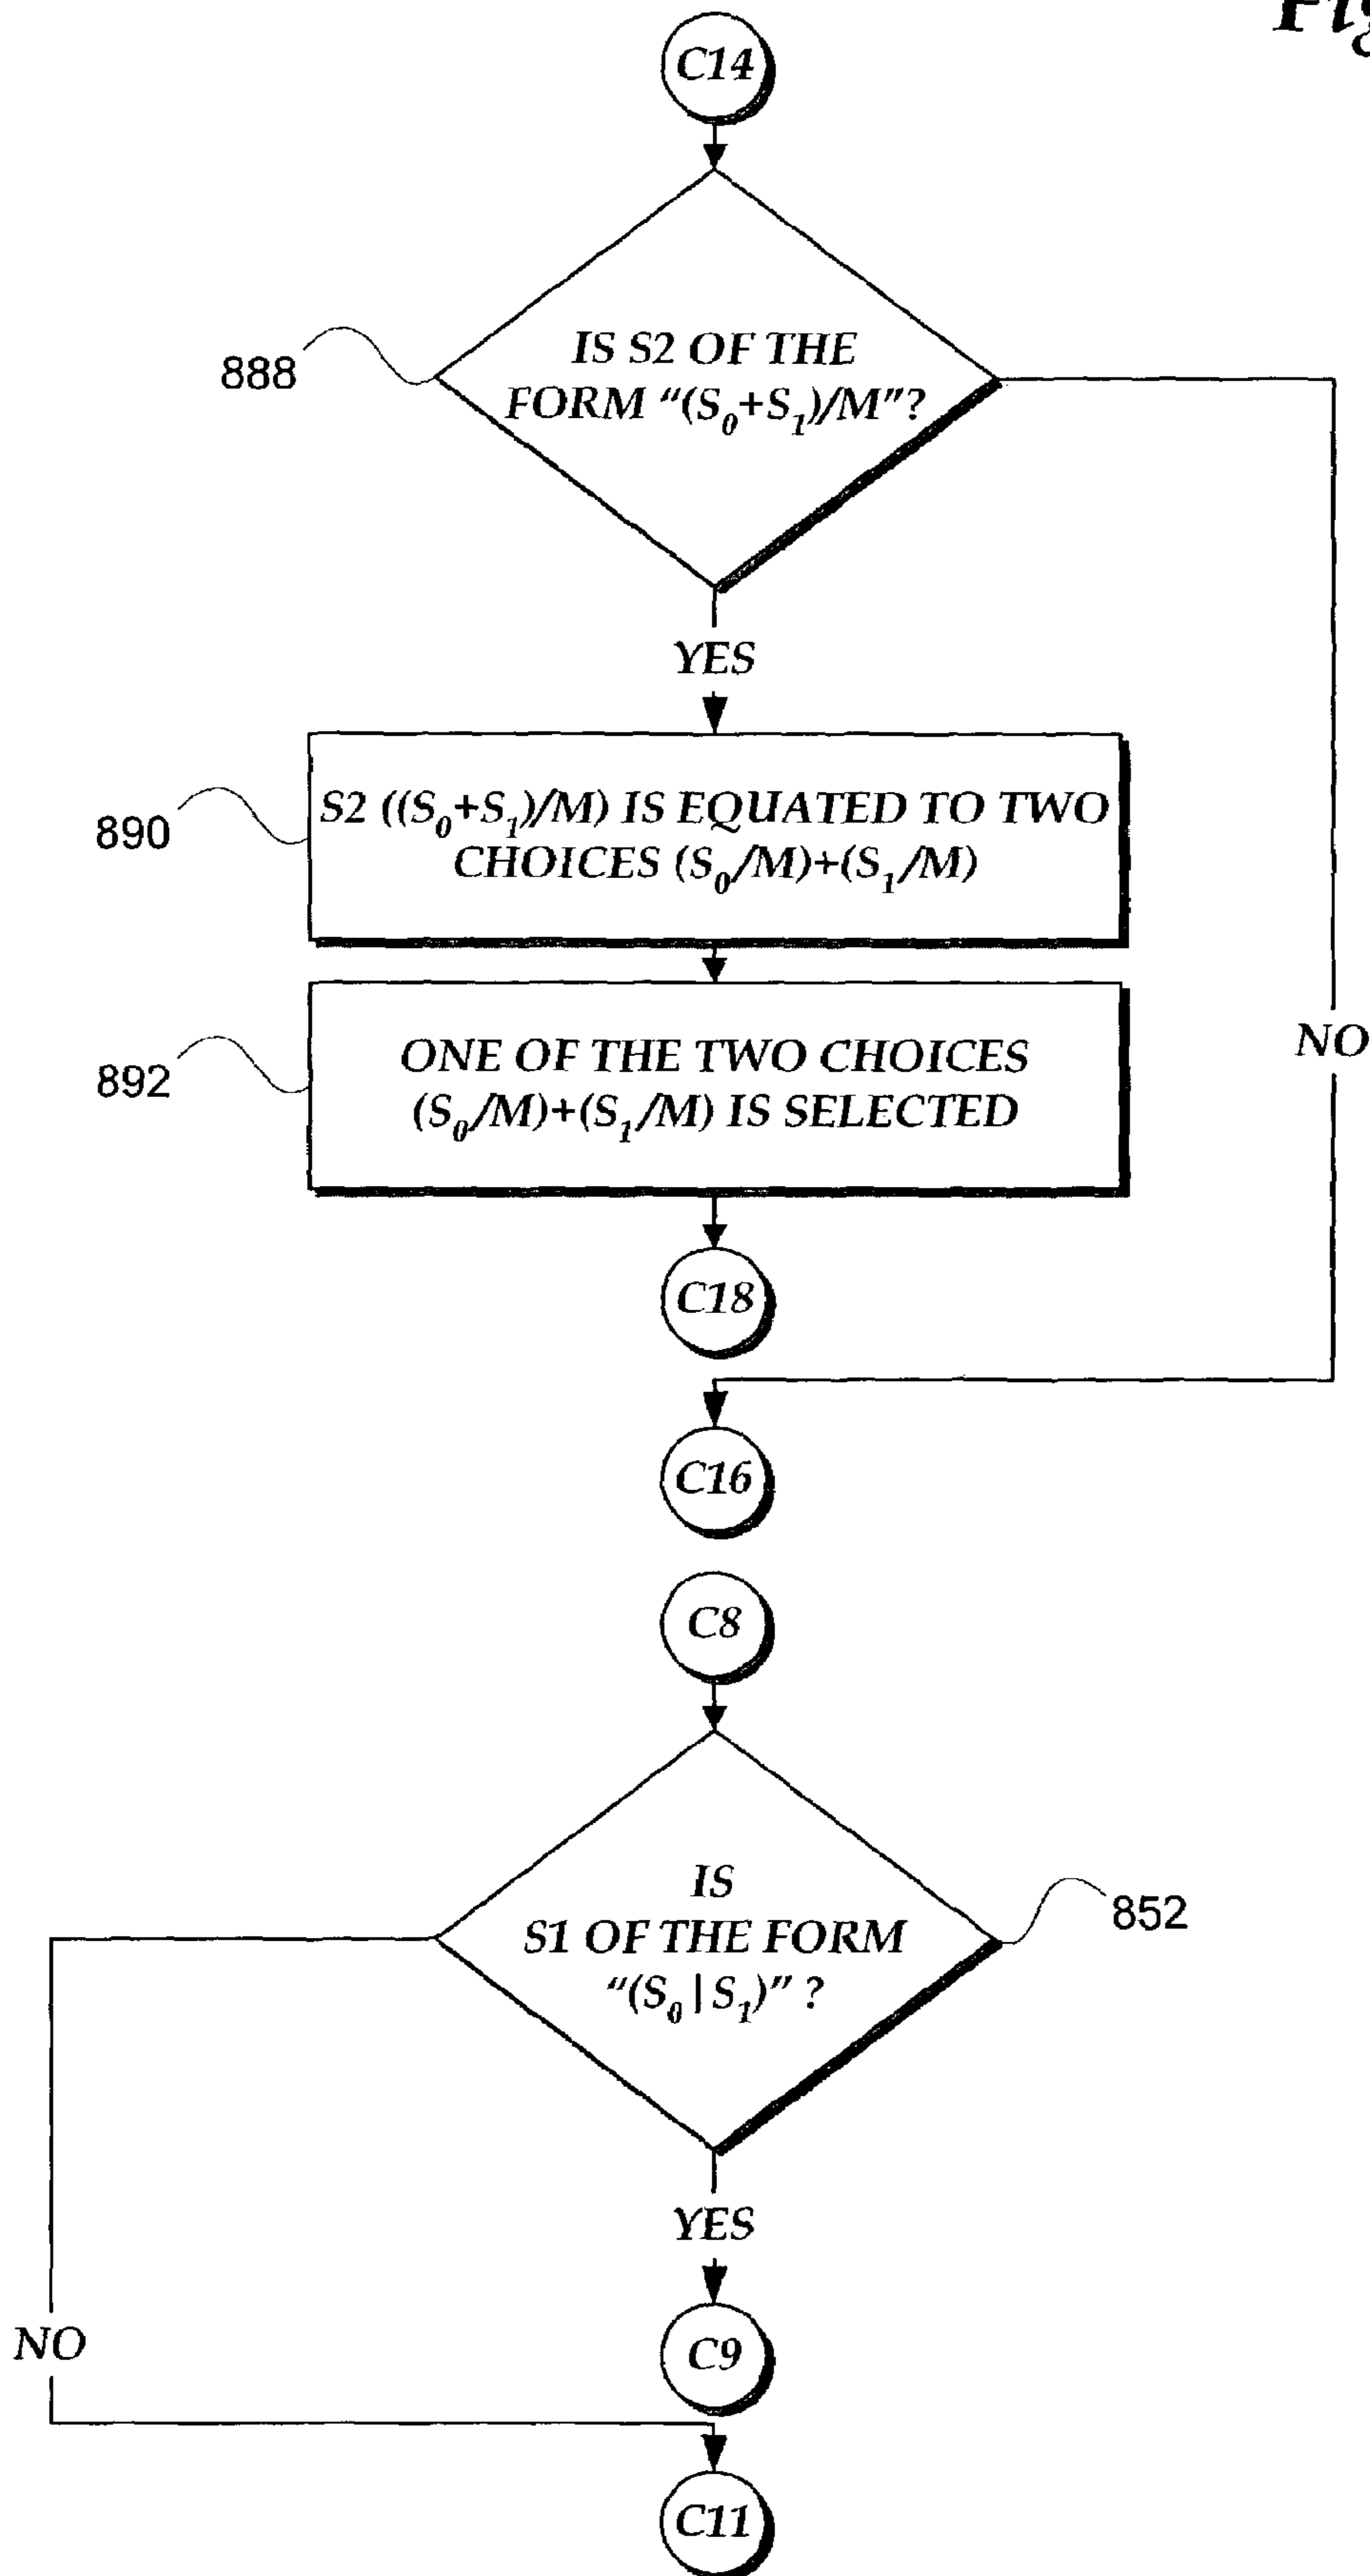 Fig
C14
888
IS S2 OF THE
FORM "(S₀+S₁)/M"?
YES
890
S2 ((S₀+S₁)/M) IS EQUATED TO TWO
CHOICES (S₀/M)+(S₁/M)
892
ONE OF THE TWO CHOICES
(S₀/M)+(S₁/M) IS SELECTED
NO
C18
C16
C8
IS
S1 OF THE FORM
"(S₀|S₁)" ?
852
YES
NO
C9
C11